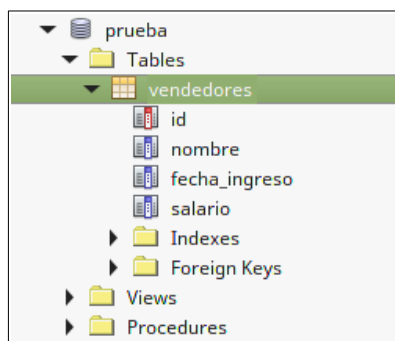 prueba
Tables
vendedores
id
nombre
fecha_ingreso
salario
Indexes
Foreign Keys
Views
Procedures